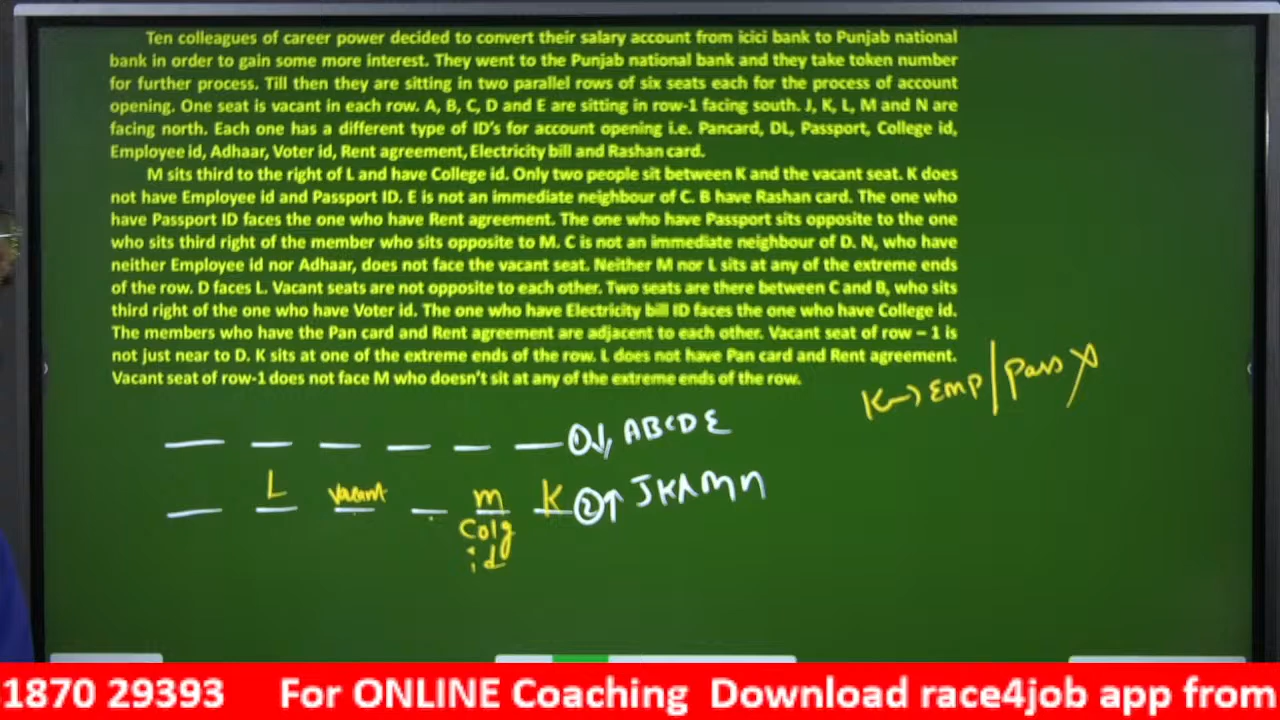 Ten colleagues of career power decided to convert their salary account from icici bank to Punjab national
bank in order to gain some more interest. They went to the Punjab national bank and they take token number
for further process. Till then they are sitting in two parallel rows of six seats each for the process of account
opening. One seat is vacant in each row. A, B, C, D and E are sitting in row-1 facing south. J, K, L, M and N are
facing north. Each one has a different type of ID's for account opening i.e. Pancard, DL, Passport, College id,
Employee id, Adhaar, Voter id, Rent agreement, Electricity bill and Rashan card.
M sits third to the right of L and have College id. Only two people sit between K and the vacant seat. K does
not have Employee id and Passport ID. E is not an immediate neighbour of C. B have Rashan card. The one who
have Passport ID faces the one who have Rent agreement. The one who have Passport sits opposite to the one
who sits third right of the member who sits opposite to M. C is not an immediate neighbour of D. N, who have
neither Employee id nor Adhaar, does not face the vacant seat. Neither M nor L sits at any of the extreme ends
of the row. D faces L. Vacant seats are not opposite to each other. Two seats are there between C and B, who sits
third right of the one who have Voter id. The one who have Electricity bill ID faces the one who have College id.
The members who have the Pan card and Rent agreement are adjacent to each other. Vacant seat of row – 1 is
not just near to D. K sits at one of the extreme ends of the row. L does not have Pan card and Rent agreement.
Vacant seat of row-1 does not face M who doesn't sit at any of the extreme ends of the row.
K→ Emp/Pass X
①↓ ABCDE
L vacant m K ②↑ JKLMN
Colg
id
1870 29393 For ONLINE Coaching Download race4job app from